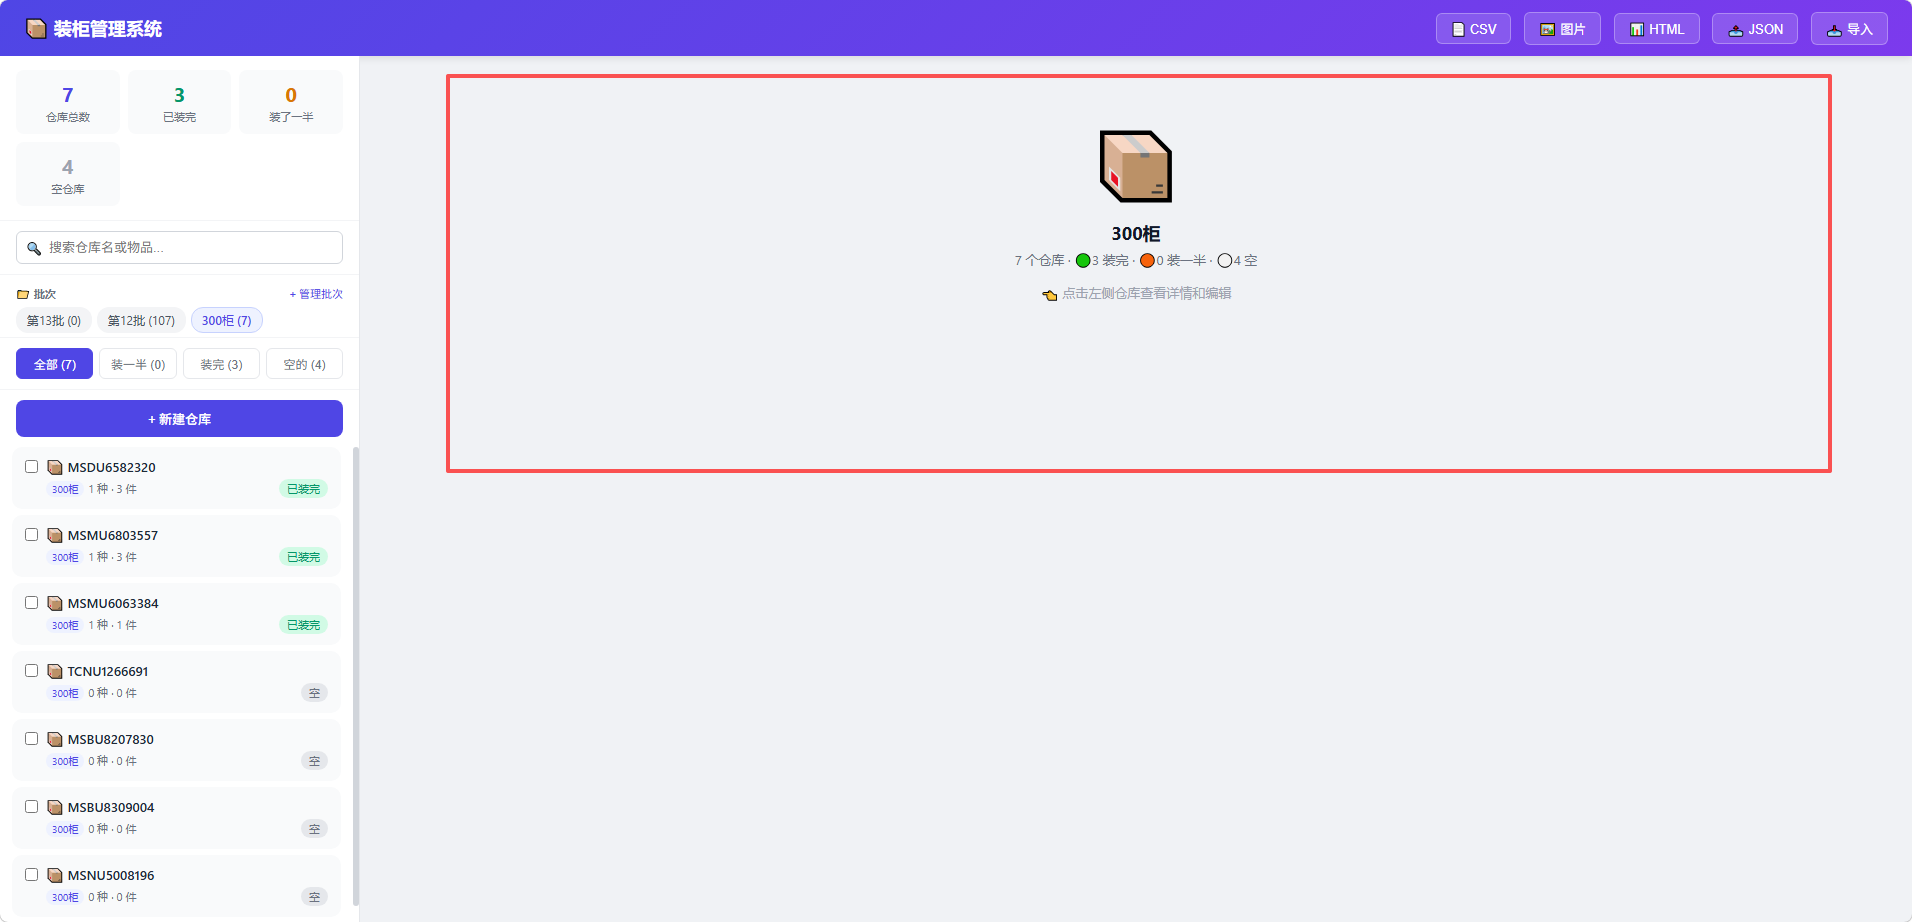 装柜管理系统
CSV
图片
HTML
JSON
导入
7
仓库总数
3
已装完
0
装了一半
4
空仓库
搜索仓库名或物品...
批次
+ 管理批次
第13批 (0)
第12批 (107)
300柜 (7)
全部 (7)
装一半 (0)
装完 (3)
空的 (4)
+ 新建仓库
MSDU6582320
300柜 1 种 · 3 件
已装完
MSMU6803557
300柜 1 种 · 3 件
已装完
MSMU6063384
300柜 1 种 · 1 件
已装完
TCNU1266691
300柜 0 种 · 0 件
空
MSBU8207830
300柜 0 种 · 0 件
空
MSBU8309004
300柜 0 种 · 0 件
空
MSNU5008196
300柜 0 种 · 0 件
空
300柜
7 个仓库 · 3 装完 · 0 装一半 · 4 空
点击左侧仓库查看详情和编辑